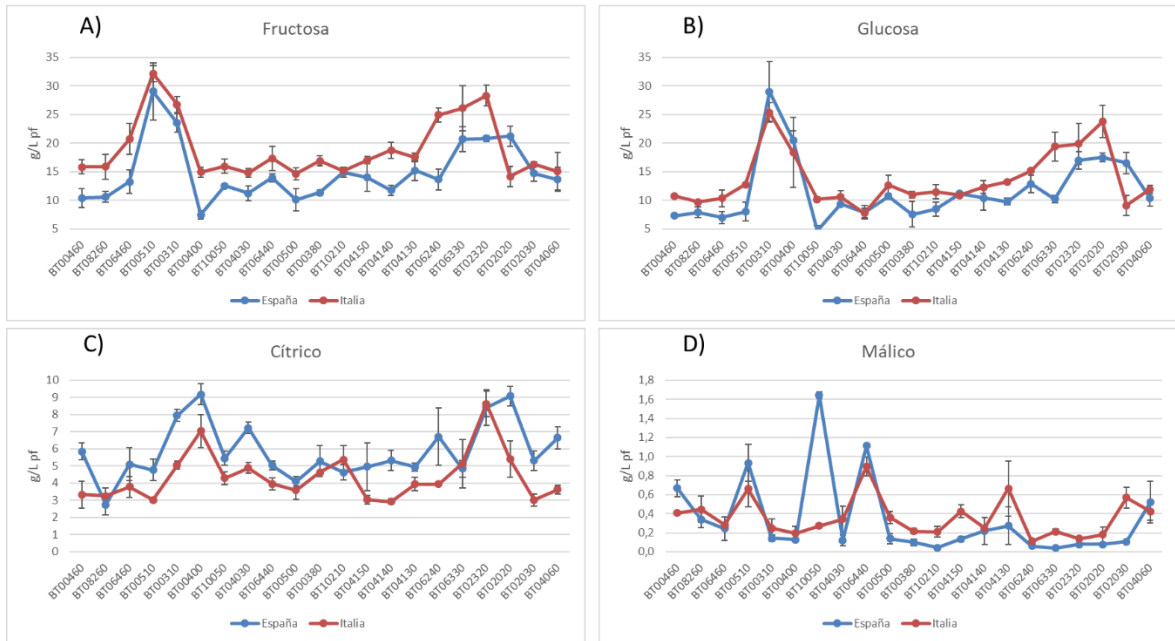 A)
Fructosa
35
30
25
20
15
10
5
g/L pf
BT00460 BT08260 BT06460 BT00510 BT00310 BT00400 BT10050 BT04030 BT06440 BT00500 BT00380 BT10210 BT04150 BT04140 BT04130 BT06240 BT06330 BT02320 BT02020 BT02030 BT04060
España Italia
B)
Glucosa
35
30
25
20
15
10
5
g/L pf
BT00460 BT08260 BT06460 BT00510 BT00310 BT00400 BT10050 BT04030 BT06440 BT00500 BT00380 BT10210 BT04150 BT04140 BT04130 BT06240 BT06330 BT02320 BT02020 BT02030 BT04060
España Italia
C)
Cítrico
10
9
8
7
6
5
4
3
2
1
0
g/L pf
BT00460 BT08260 BT06460 BT00510 BT00310 BT00400 BT10050 BT04030 BT06440 BT00500 BT00380 BT10210 BT04150 BT04140 BT04130 BT06240 BT06330 BT02320 BT02020 BT02030 BT04060
España Italia
D)
Málico
1,8
1,6
1,4
1,2
1,0
0,8
0,6
0,4
0,2
0,0
g/L pf
BT00460 BT08260 BT06460 BT00510 BT00310 BT00400 BT10050 BT04030 BT06440 BT00500 BT00380 BT10210 BT04150 BT04140 BT04130 BT06240 BT06330 BT02320 BT02020 BT02030 BT04060
España Italia